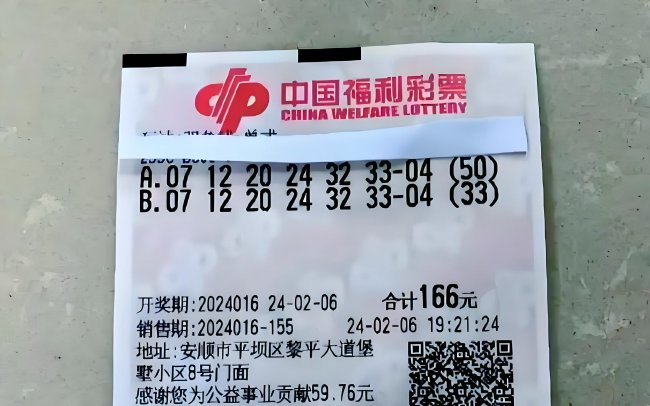 中国福利彩票
CHINA WELFARE LOTTERY
A.07 12 20 24 32 33-04 (50)
B.07 12 20 24 32 33-04 (33)
开奖期:2024016 24-02-06 合计166元
销售期:2024016-155 24-02-06 19:21:24
地址:安顺市平坝区黎平大道堡
墅小区8号门面
感谢您为公益事业贡献59.76元